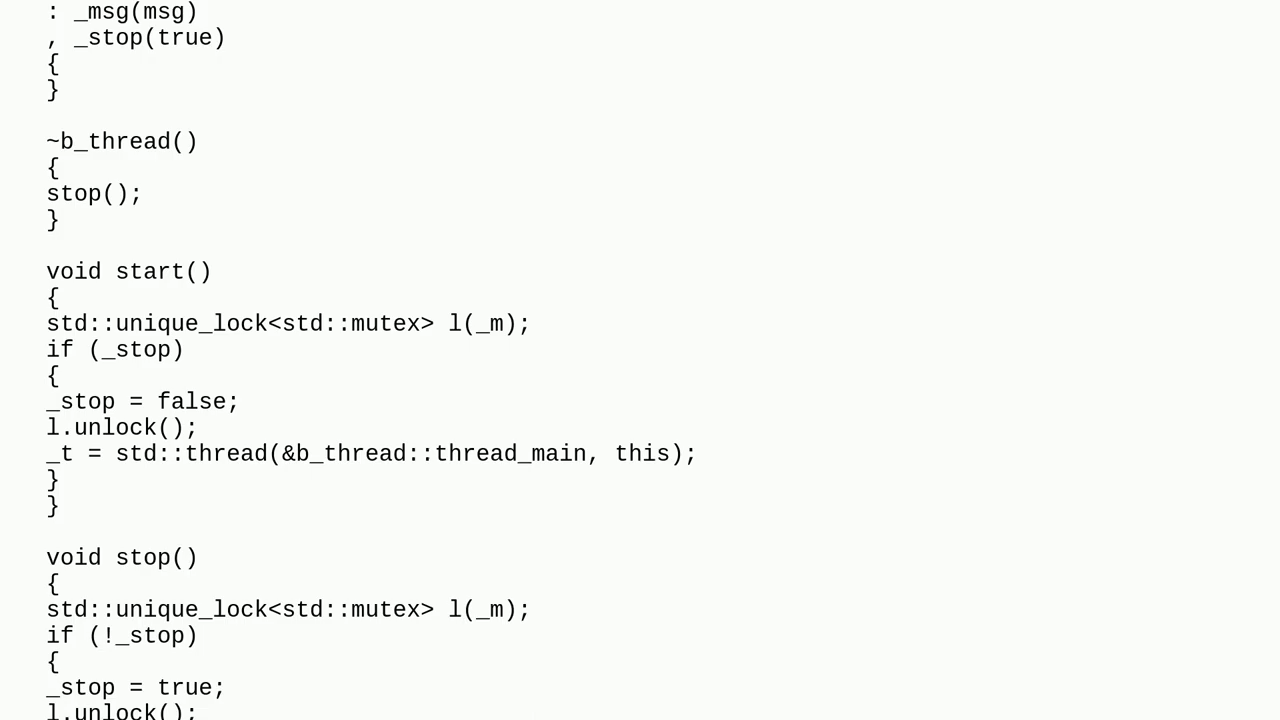 : _msg(msg)
, _stop(true)
{
}
~b_thread()
{
stop();
}
void start()
{
std::unique_lock<std::mutex> l(_m);
if (_stop)
{
_stop = false;
l.unlock();
_t = std::thread(&b_thread::thread_main, this);
}
}
void stop()
{
std::unique_lock<std::mutex> l(_m);
if (!_stop)
{
_stop = true;
l.unlock();